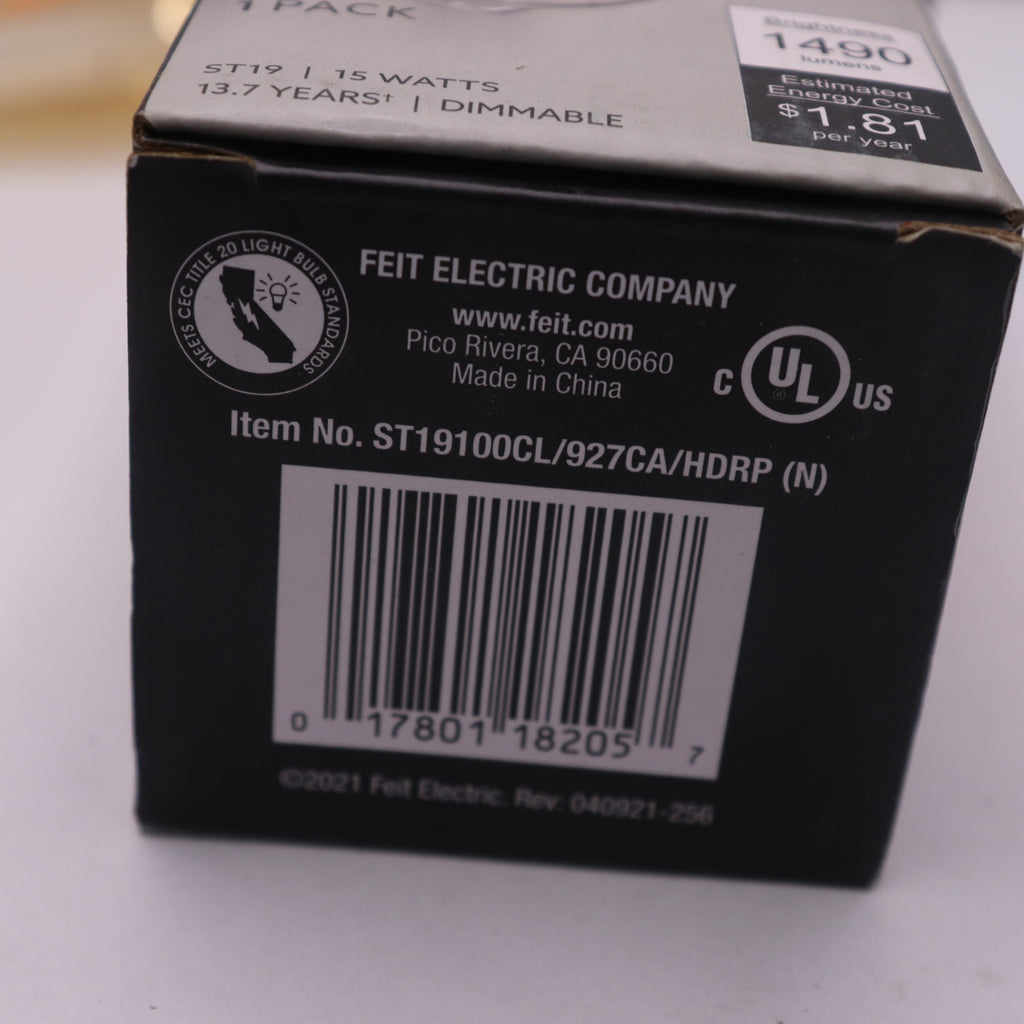 1 PACK
ST19 | 15 WATTS
13.7 YEARS† | DIMMABLE
Brightness
1490
lumens
Estimated
Energy Cost
$1.81
per year
MEETS CEC TITLE 20 LIGHT BULB STANDARDS
FEIT ELECTRIC COMPANY
www.feit.com
Pico Rivera, CA 90660
Made in China
C UL® US
Item No. ST19100CL/927CA/HDRP (N)
0 17801 18205 7
©2021 Feit Electric. Rev: 040921-256